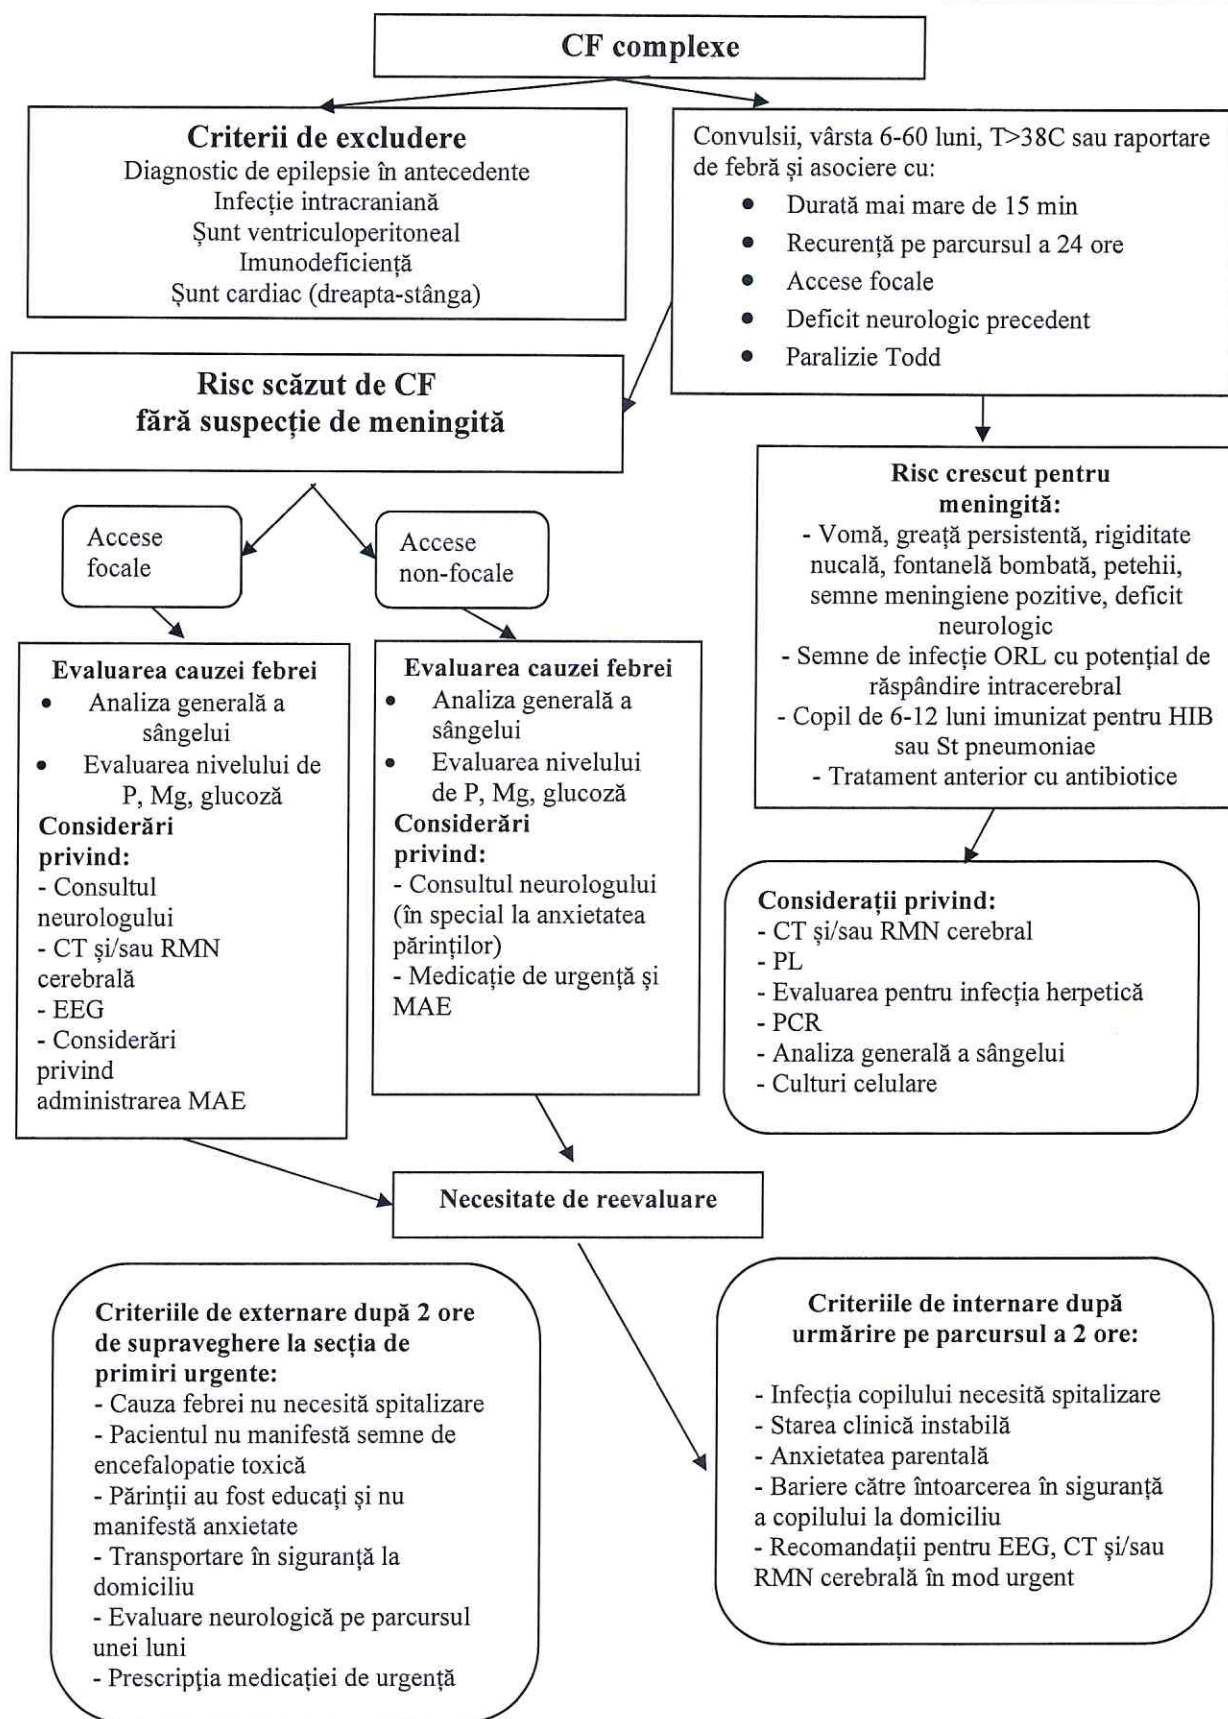 CF complexe
Criterii de excludere
Diagnostic de epilepsie în antecedente
Infecție intracraniană
Șunt ventriculoperitoneal
Imunodeficiență
Șunt cardiac (dreapta-stânga)
Convulsii, vârsta 6-60 luni, T>38C sau raportare
de febră și asociere cu:
• Durată mai mare de 15 min
• Recurență pe parcursul a 24 ore
• Accese focale
• Deficit neurologic precedent
• Paralizie Todd
Risc scăzut de CF
fără suspecție de meningită
Risc crescut pentru
meningită:
- Vomă, greață persistentă, rigiditate
nucală, fontanelă bombată, petehii,
semne meningiene pozitive, deficit
neurologic
- Semne de infecție ORL cu potențial de
răspândire intracerebral
- Copil de 6-12 luni imunizat pentru HIB
sau St pneumoniae
- Tratament anterior cu antibiotice
Accese
focale
Accese
non-focale
Evaluarea cauzei febrei
• Analiza generală a
sângelui
• Evaluarea nivelului de
P, Mg, glucoză
Considerări
privind:
- Consultul
neurologului
- CT și/sau RMN
cerebrală
- EEG
- Considerări
privind
administrarea MAE
Evaluarea cauzei febrei
• Analiza generală a
sângelui
• Evaluarea nivelului
de P, Mg, glucoză
Considerări
privind:
- Consultul neurologului
(în special la anxietatea
părinților)
- Medicație de urgență și
MAE
Considerații privind:
- CT și/sau RMN cerebral
- PL
- Evaluarea pentru infecția herpetică
- PCR
- Analiza generală a sângelui
- Culturi celulare
Necesitate de reevaluare
Criteriile de externare după 2 ore
de supraveghere la secția de
primiri urgente:
- Cauza febrei nu necesită spitalizare
- Pacientul nu manifestă semne de
encefalopatie toxică
- Părinții au fost educați și nu
manifestă anxietate
- Transportare în siguranță la
domiciliu
- Evaluare neurologică pe parcursul
unei luni
- Prescripția medicației de urgență
Criteriile de internare după
urmărire pe parcursul a 2 ore:
- Infecția copilului necesită spitalizare
- Starea clinică instabilă
- Anxietatea parentală
- Bariere către întoarcerea în siguranță
a copilului la domiciliu
- Recomandații pentru EEG, CT și/sau
RMN cerebrală în mod urgent